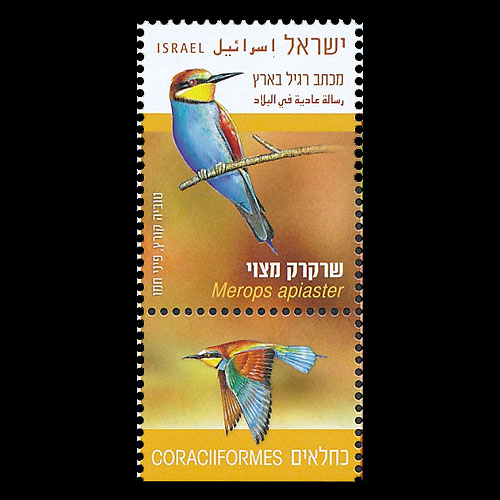 ISRAEL اسرائيل ישראל
מכתב רגיל בארץ
رسالة عادية في البلاد
טוביה קורץ, פיני חמו
שרקרק מצוי
Merops apiaster
CORACIIFORMES כחלאים